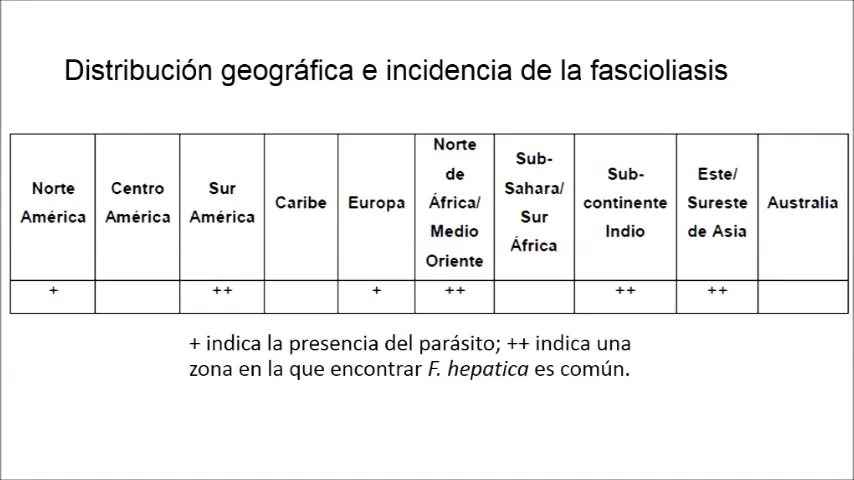 Distribución geográfica e incidencia de la fascioliasis
Norte
América
Centro
América
Sur
América
Caribe
Europa
Norte
de
África/
Medio
Oriente
Sub-
Sahara/
Sur
África
Sub-
continente
Indio
Este/
Sureste
de Asia
Australia
+ ++ + ++ ++ ++
+ indica la presencia del parásito; ++ indica una
zona en la que encontrar F. hepatica es común.